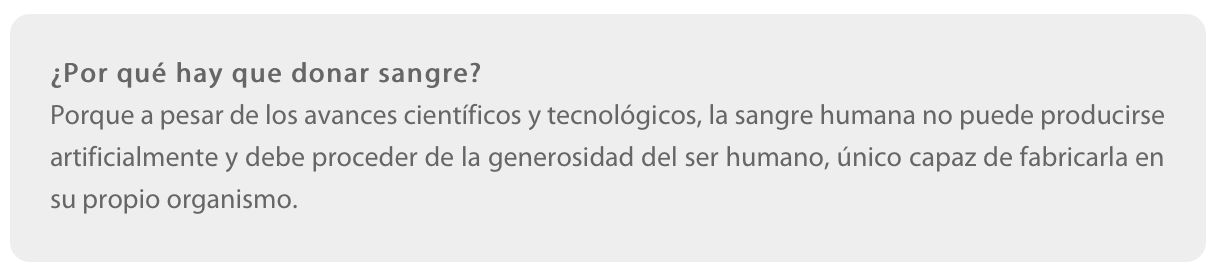 ¿Por qué hay que donar sangre?
Porque a pesar de los avances científicos y tecnológicos, la sangre humana no puede producirse
artificialmente y debe proceder de la generosidad del ser humano, único capaz de fabricarla en
su propio organismo.